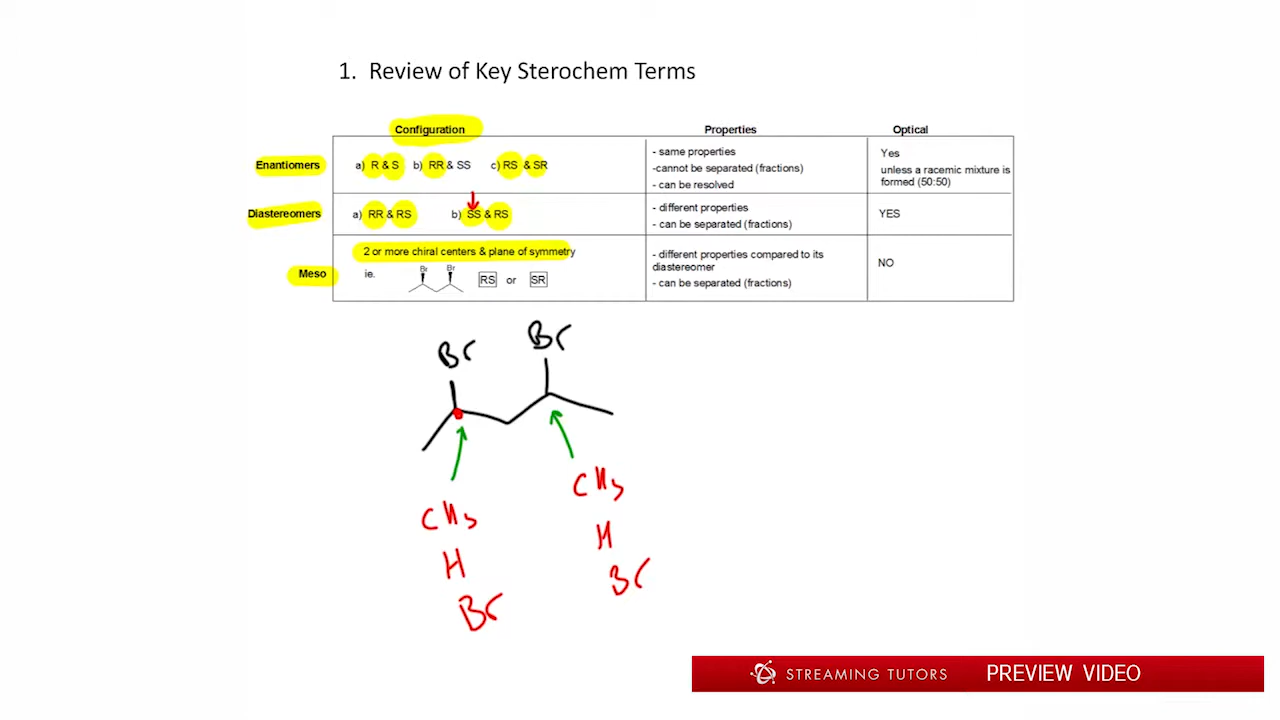 1. Review of Key Sterochem Terms
Configuration Properties Optical
Enantiomers a) R & S b) RR & SS c) RS & SR
- same properties
-cannot be separated (fractions)
- can be resolved
Yes
unless a racemic mixture is
formed (50:50)
Diastereomers a) RR & RS b) SS & RS
- different properties
- can be separated (fractions)
YES
Meso
2 or more chiral centers & plane of symmetry
ie.
Br Br
RS or SR
- different properties compared to its
diastereomer
- can be separated (fractions)
NO
Br Br
CH3
H
Br
CH3
H
Br
STREAMING TUTORS PREVIEW VIDEO